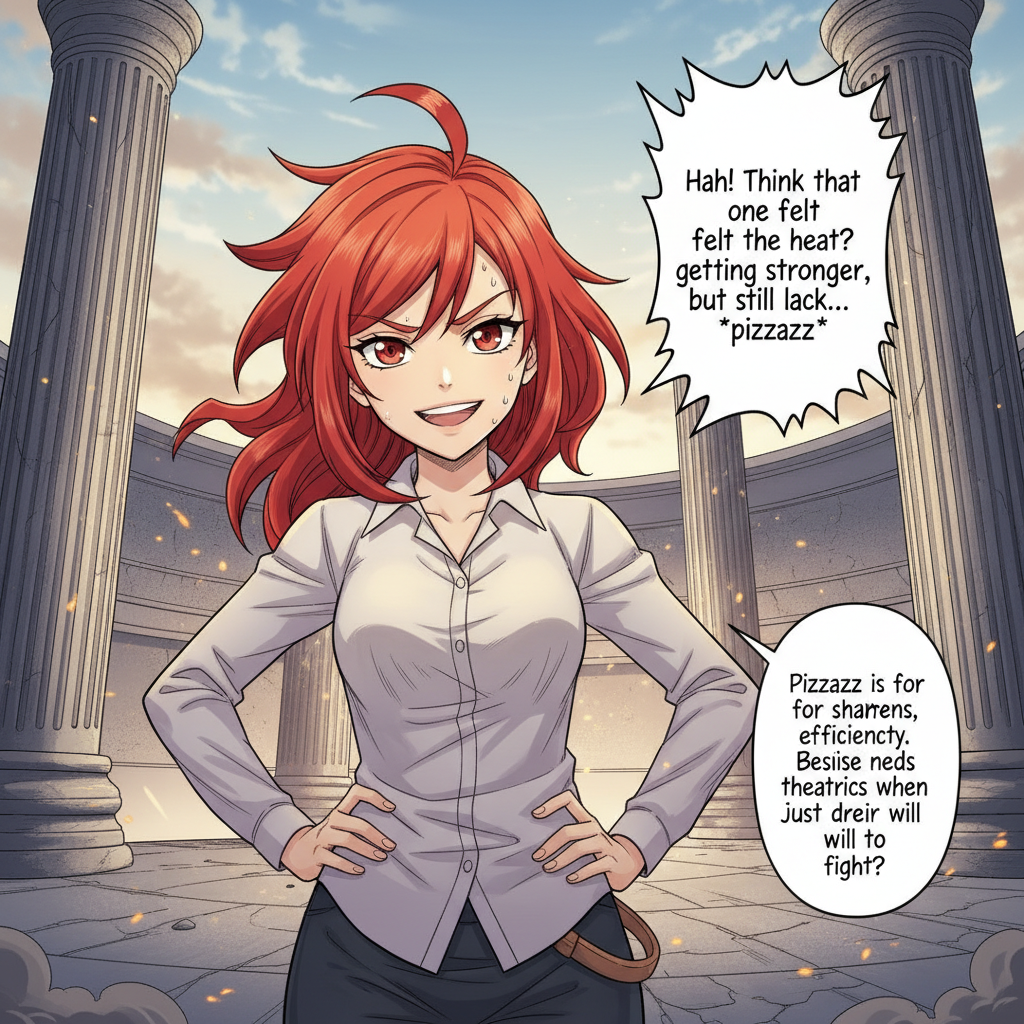 Hah! Think that
one felt
felt the heat?
getting stronger,
but still lack...
*pizzazz*
Pizzazz is for
for sharrens,
efficiencty.
Besiise neds
theatrics when
just dreir will
will to
fight?